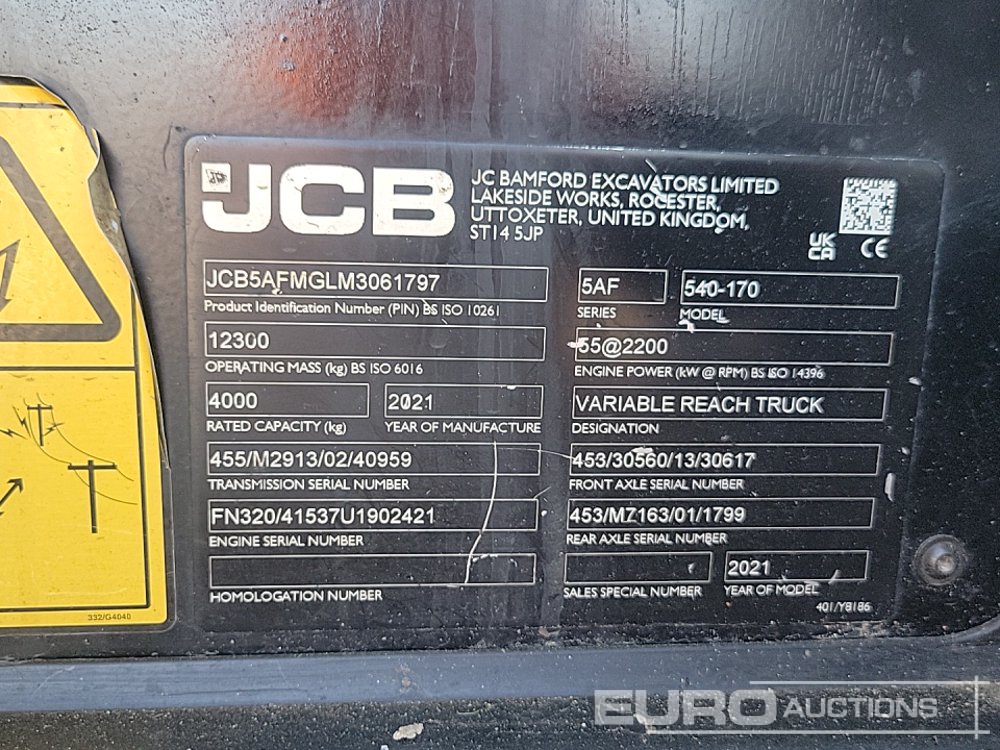 JCB
JC BAMFORD EXCAVATORS LIMITED
LAKESIDE WORKS, ROCESTER,
UTTOXETER, UNITED KINGDOM,
ST14 5JP
UK
CA
CE
JCB5AFMGLM3061797
Product Identification Number (PIN) BS ISO 10261
5AF
SERIES
540-170
MODEL
12300
OPERATING MASS (kg) BS ISO 6016
55@2200
ENGINE POWER (kW @ RPM) BS ISO 14396
4000
RATED CAPACITY (kg)
2021
YEAR OF MANUFACTURE
VARIABLE REACH TRUCK
DESIGNATION
455/M2913/02/40959
TRANSMISSION SERIAL NUMBER
453/30560/13/30617
FRONT AXLE SERIAL NUMBER
FN320/41537U1902421
ENGINE SERIAL NUMBER
453/MZ163/01/1799
REAR AXLE SERIAL NUMBER
HOMOLOGATION NUMBER
SALES SPECIAL NUMBER
2021
YEAR OF MODEL
401/Y8186
332/G4040
EURO AUCTIONS